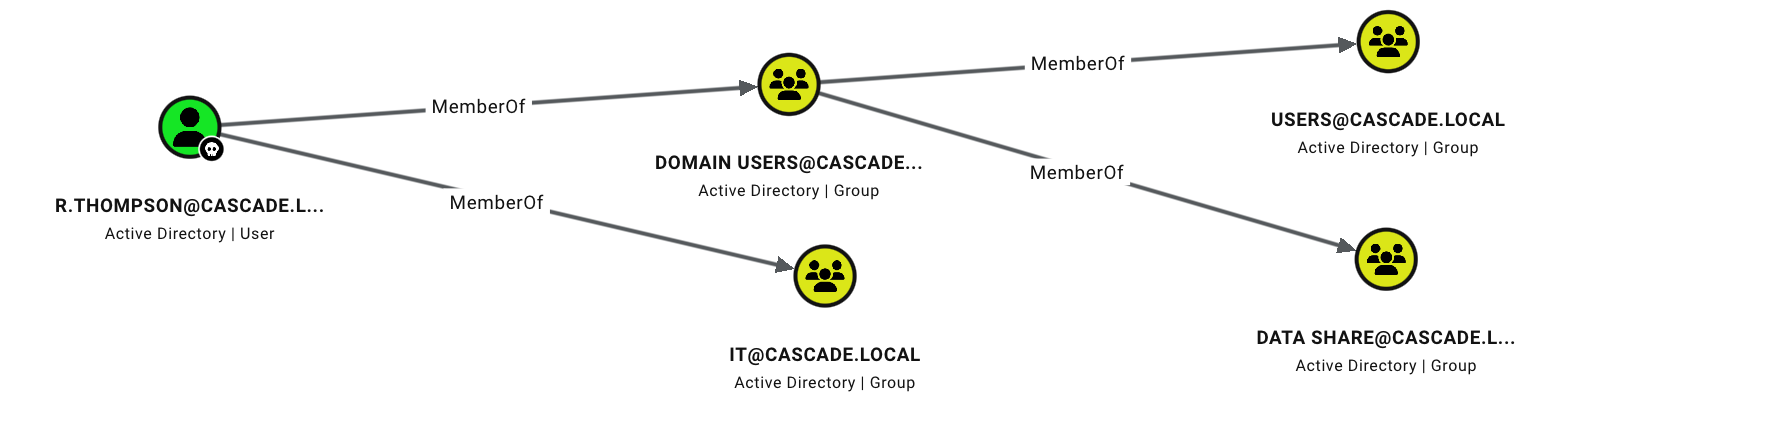 MemberOf
USERS@CASCADE.LOCAL
Active Directory | Group
MemberOf
DOMAIN USERS@CASCADE...
Active Directory | Group
MemberOf
R.THOMPSON@CASCADE.L...
Active Directory | User
MemberOf
DATA SHARE@CASCADE.L...
Active Directory | Group
IT@CASCADE.LOCAL
Active Directory | Group